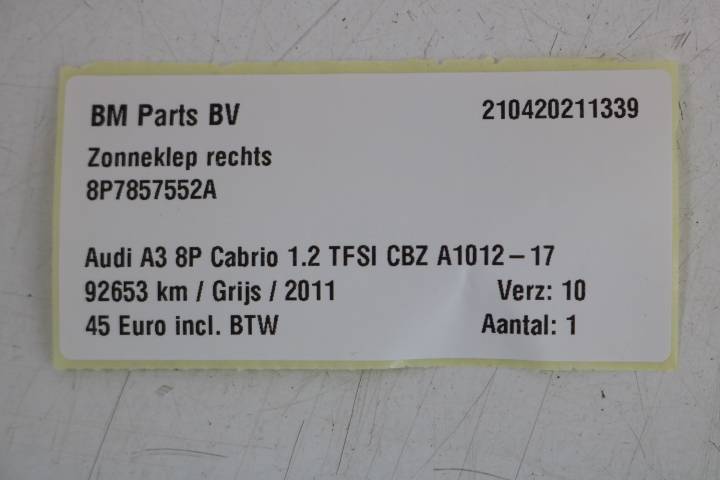 BM Parts BV 210420211339
Zonneklep rechts
8P7857552A
Audi A3 8P Cabrio 1.2 TFSI CBZ A1012-17
92653 km / Grijs / 2011 Verz: 10
45 Euro incl. BTW Aantal: 1